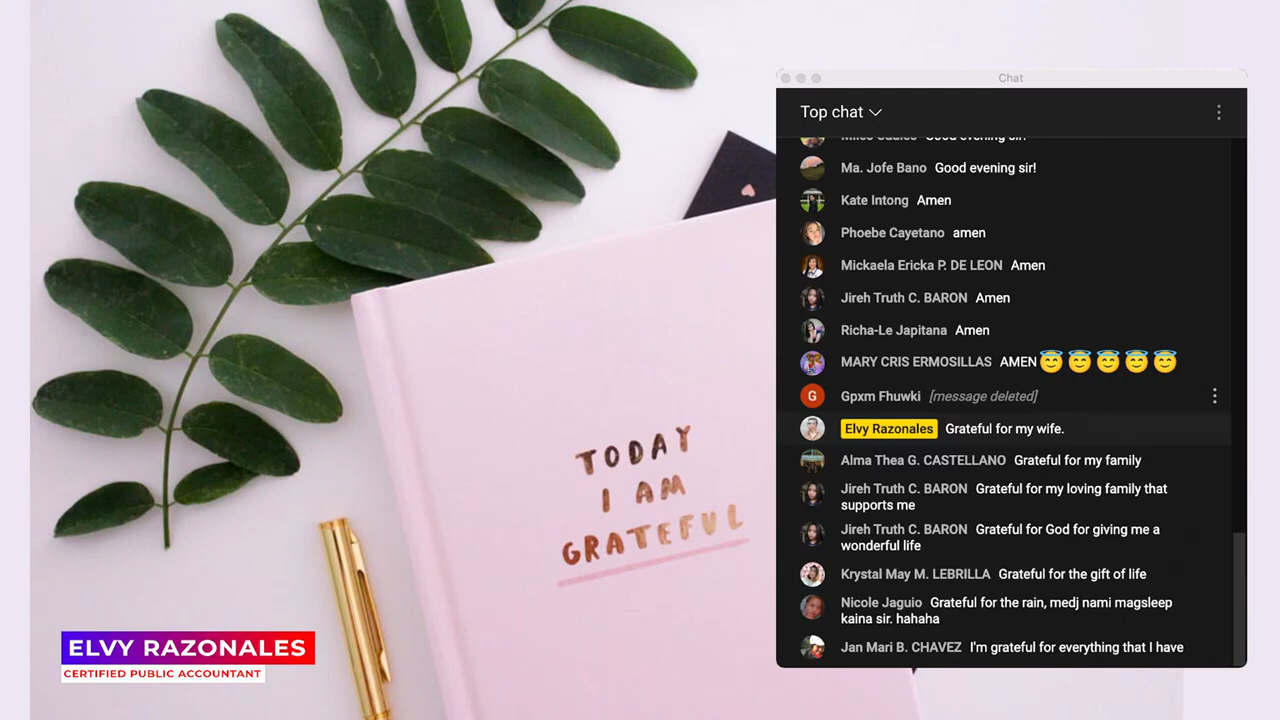 Chat
Top chat
Good evening sir!
Ma. Jofe Bano Good evening sir!
Kate Intong Amen
Phoebe Cayetano amen
Mickaela Ericka P. DE LEON Amen
Jireh Truth C. BARON Amen
Richa-Le Japitana Amen
MARY CRIS ERMOSILLAS AMEN😇😇😇😇😇
G Gpxm Fhuwki [message deleted]
Elvy Razonales Grateful for my wife.
Alma Thea G. CASTELLANO Grateful for my family
Jireh Truth C. BARON Grateful for my loving family that
supports me
Jireh Truth C. BARON Grateful for God for giving me a
wonderful life
Krystal May M. LEBRILLA Grateful for the gift of life
Nicole Jaguio Grateful for the rain, medj nami magsleep
kaina sir. hahaha
Jan Mari B. CHAVEZ I'm grateful for everything that I have
TODAY
I AM
GRATEFUL
ELVY RAZONALES
CERTIFIED PUBLIC ACCOUNTANT